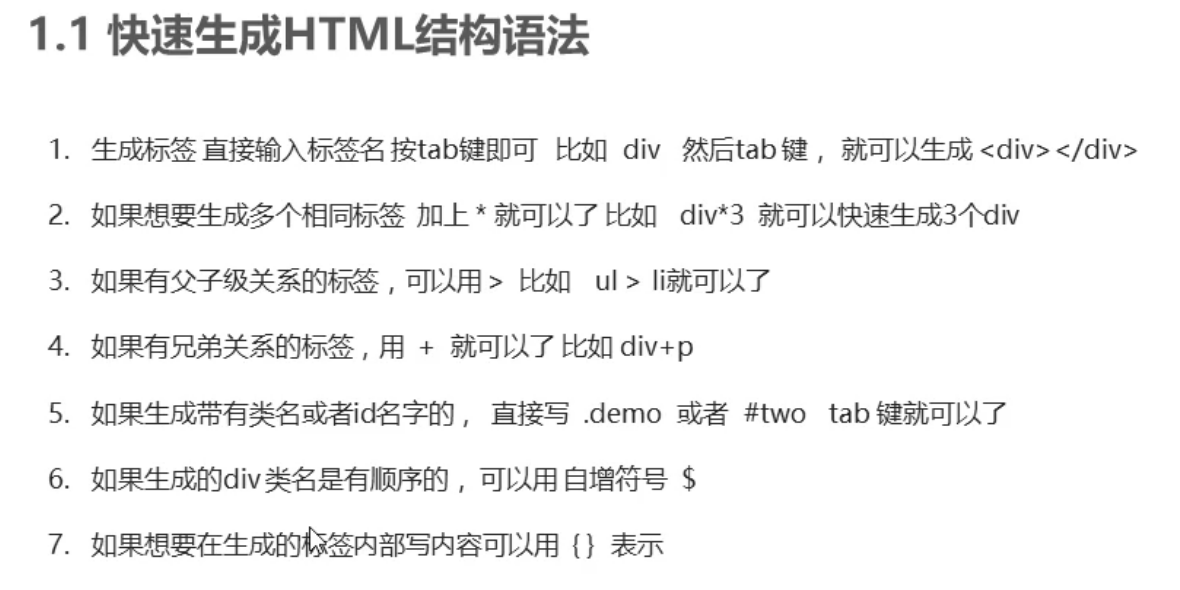 1.1 快速生成HTML结构语法
1. 生成标签 直接输入标签名 按tab键即可 比如 div 然后tab 键， 就可以生成 <div></div>
2. 如果想要生成多个相同标签 加上 * 就可以了 比如 div*3 就可以快速生成3个div
3. 如果有父子级关系的标签，可以用 > 比如 ul > li就可以了
4. 如果有兄弟关系的标签，用 + 就可以了 比如 div+p
5. 如果生成带有类名或者id名字的， 直接写 .demo 或者 #two tab 键就可以了
6. 如果生成的div 类名是有顺序的， 可以用 自增符号 $
7. 如果想要在生成的标签内部写内容可以用 { } 表示